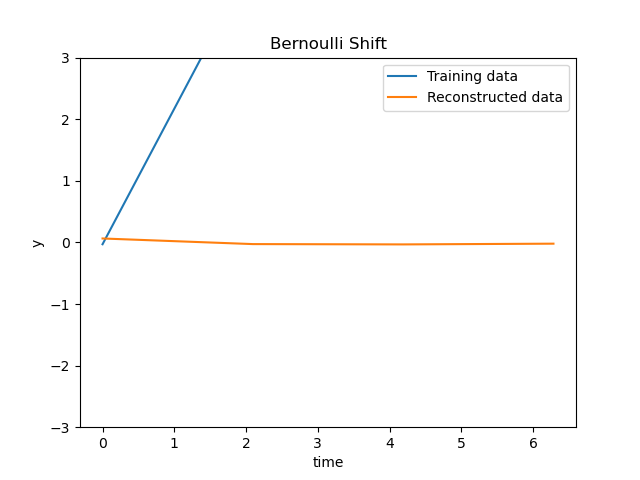 Bernoulli Shift
Training data
Reconstructed data
3
2
1
0
−1
−2
−3
y
0 1 2 3 4 5 6
time